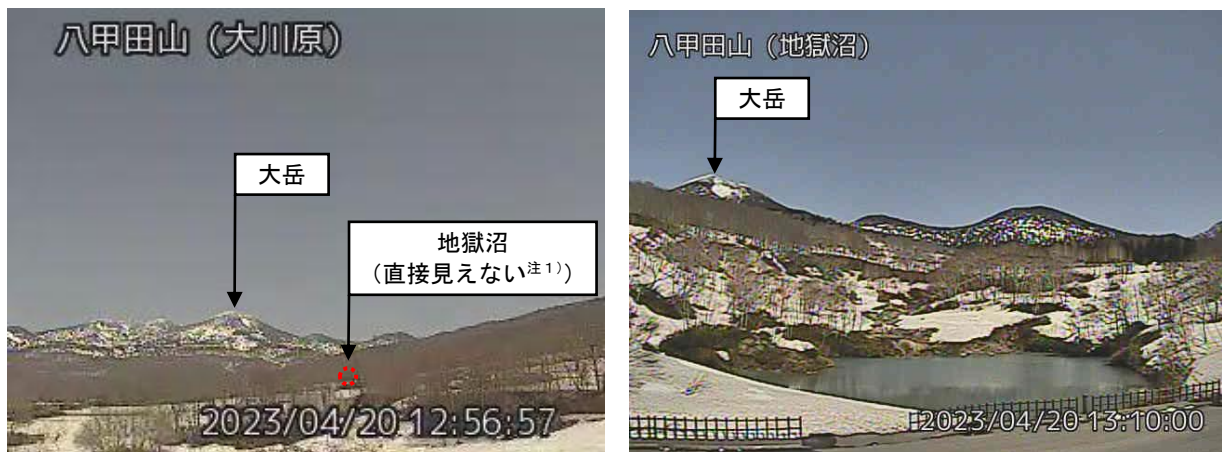 八甲田山（大川原）
大岳
地獄沼
（直接見えない注1)）
2023/04/20 12:56:57
八甲田山（地獄沼）
大岳
2023/04/20 13:10:00